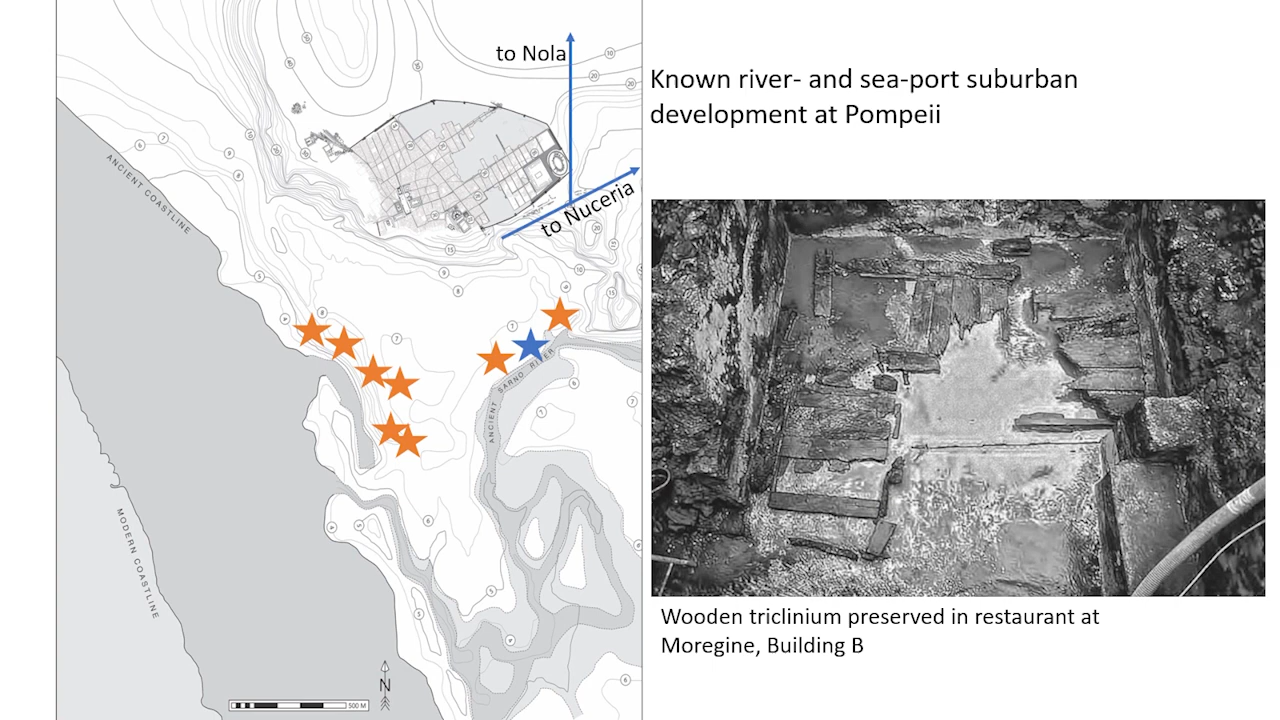 to Nola
Known river- and sea-port suburban
development at Pompeii
ANCIENT COASTLINE
to Nuceria
ANCIENT SARNO RIVER
MODERN COASTLINE
N
500 M
Wooden triclinium preserved in restaurant at
Moregine, Building B